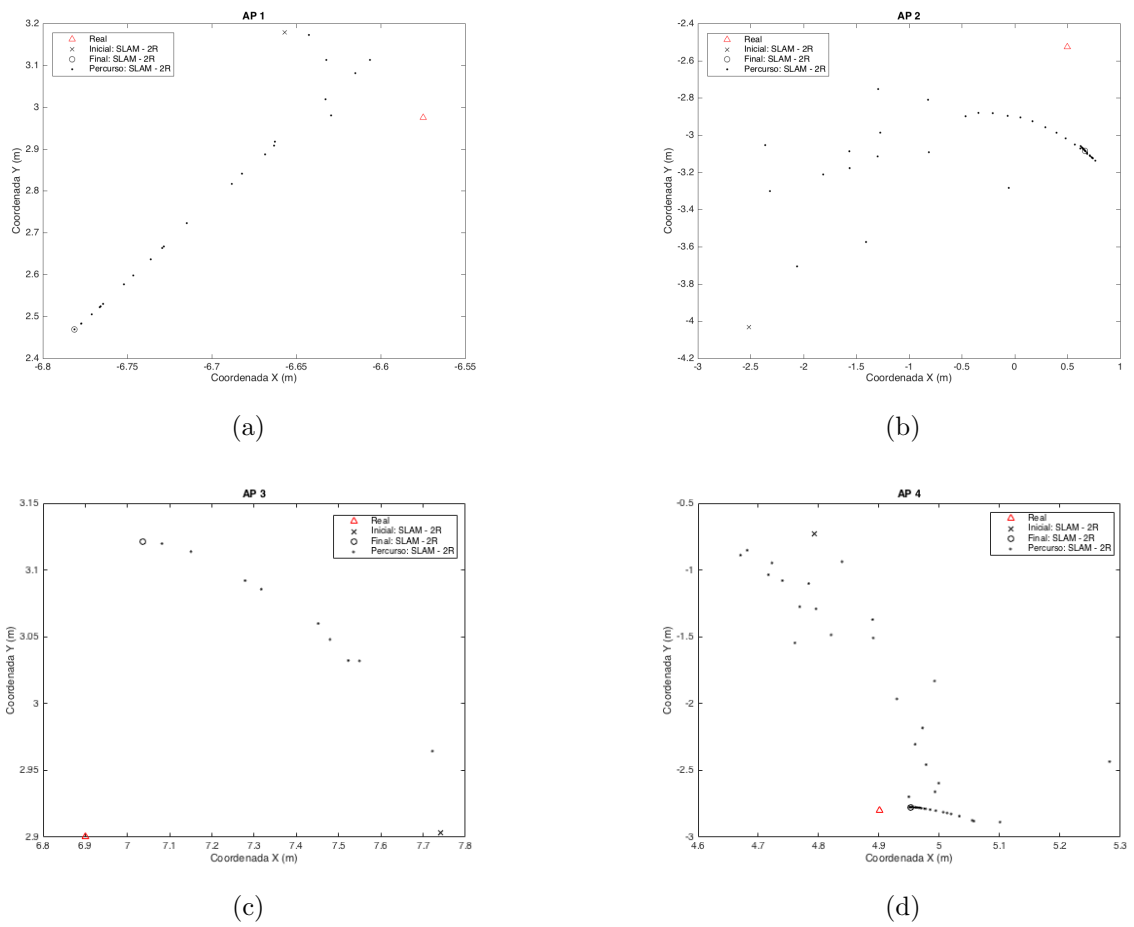 AP 1
3.2
3.1
3
2.9
2.8
2.7
2.6
2.5
2.4
Coordenada Y (m)
Real
Inicial: SLAM - 2R
Final: SLAM - 2R
Percurso: SLAM - 2R
-6.8 -6.75 -6.7 -6.65 -6.6 -6.55
Coordenada X (m)
(a)
AP 2
-2.4
-2.6
-2.8
-3
-3.2
-3.4
-3.6
-3.8
-4
-4.2
Coordenada Y (m)
Real
Inicial: SLAM - 2R
Final: SLAM - 2R
Percurso: SLAM - 2R
-3 -2.5 -2 -1.5 -1 -0.5 0 0.5 1
Coordenada X (m)
(b)
AP 3
3.15
3.1
3.05
3
2.95
2.9
Coordenada Y (m)
Real
Inicial: SLAM - 2R
Final: SLAM - 2R
Percurso: SLAM - 2R
6.8 6.9 7 7.1 7.2 7.3 7.4 7.5 7.6 7.7 7.8
Coordenada X (m)
(c)
AP 4
-0.5
-1
-1.5
-2
-2.5
-3
Coordenada Y (m)
Real
Inicial: SLAM - 2R
Final: SLAM - 2R
Percurso: SLAM - 2R
4.6 4.7 4.8 4.9 5 5.1 5.2 5.3
Coordenada X (m)
(d)